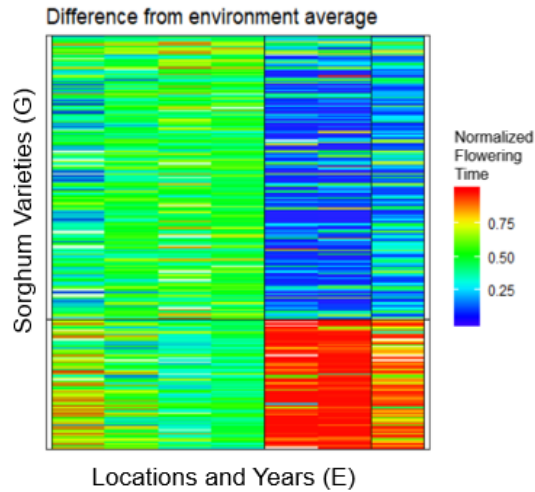 Difference from environment average
Sorghum Varieties (G)
Normalized
Flowering
Time
0.75
0.50
0.25
Locations and Years (E)